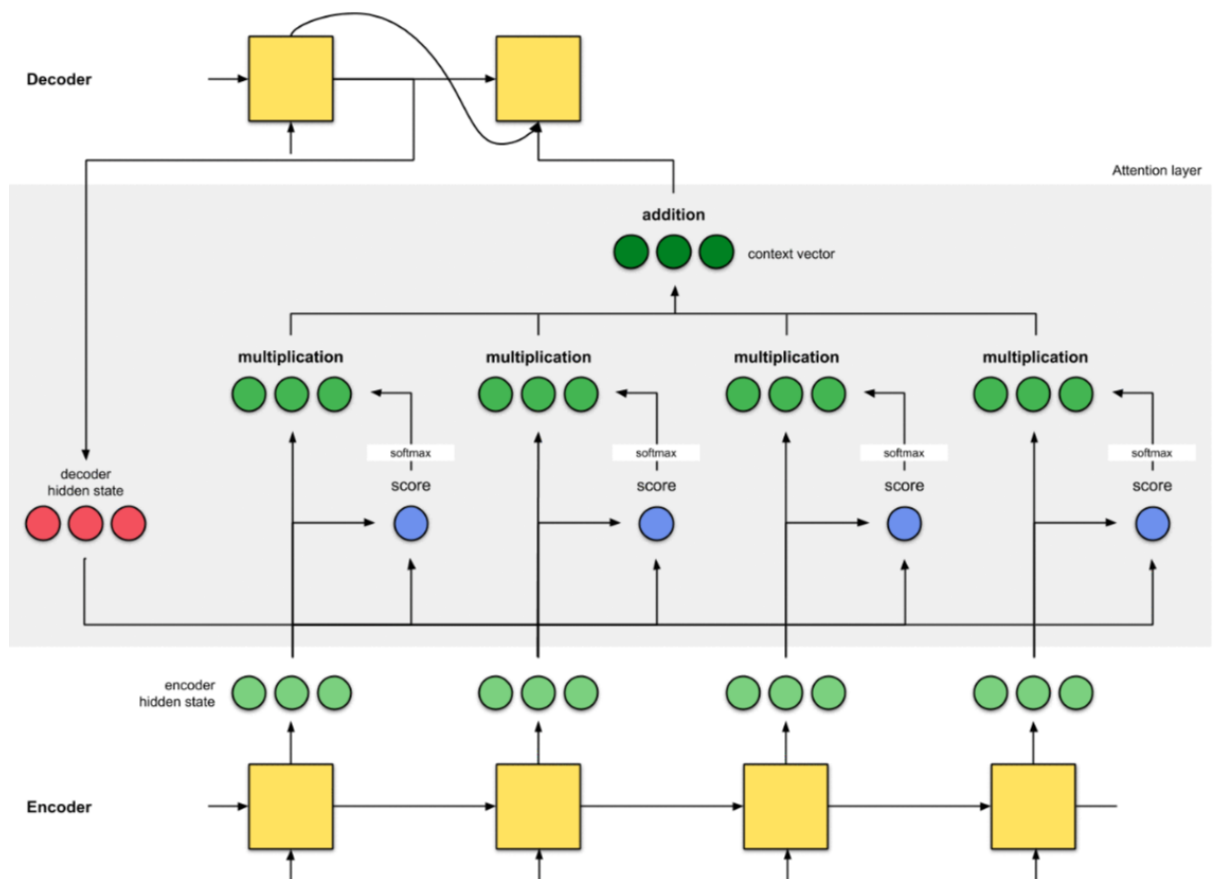 Decoder
Attention layer
addition
context vector
multiplication
multiplication
multiplication
multiplication
softmax
softmax
softmax
softmax
decoder
hidden state
score
score
score
score
encoder
hidden state
Encoder